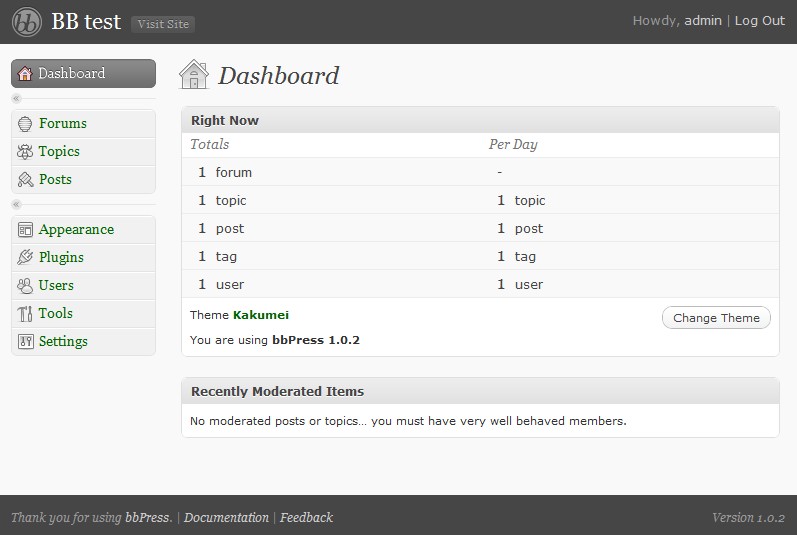 bb BB test Visit Site Howdy, admin | Log Out
Dashboard
Forums
Topics
Posts
Appearance
Plugins
Users
Tools
Settings
Dashboard
Right Now
Totals Per Day
1 forum -
1 topic 1 topic
1 post 1 post
1 tag 1 tag
1 user 1 user
Theme Kakumei Change Theme
You are using bbPress 1.0.2
Recently Moderated Items
No moderated posts or topics… you must have very well behaved members.
Thank you for using bbPress. | Documentation | Feedback Version 1.0.2